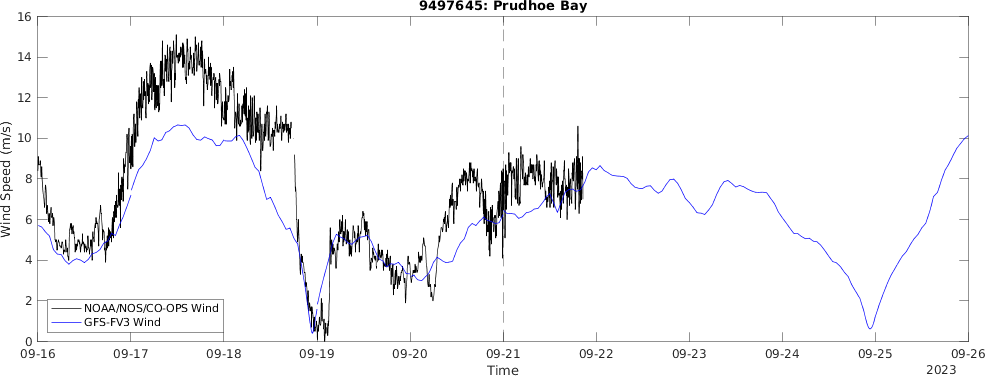 9497645: Prudhoe Bay
Wind Speed (m/s)
16
14
12
10
8
6
4
2
0
NOAA/NOS/CO-OPS Wind
GFS-FV3 Wind
09-16 09-17 09-18 09-19 09-20 09-21 09-22 09-23 09-24 09-25 09-26
Time
2023